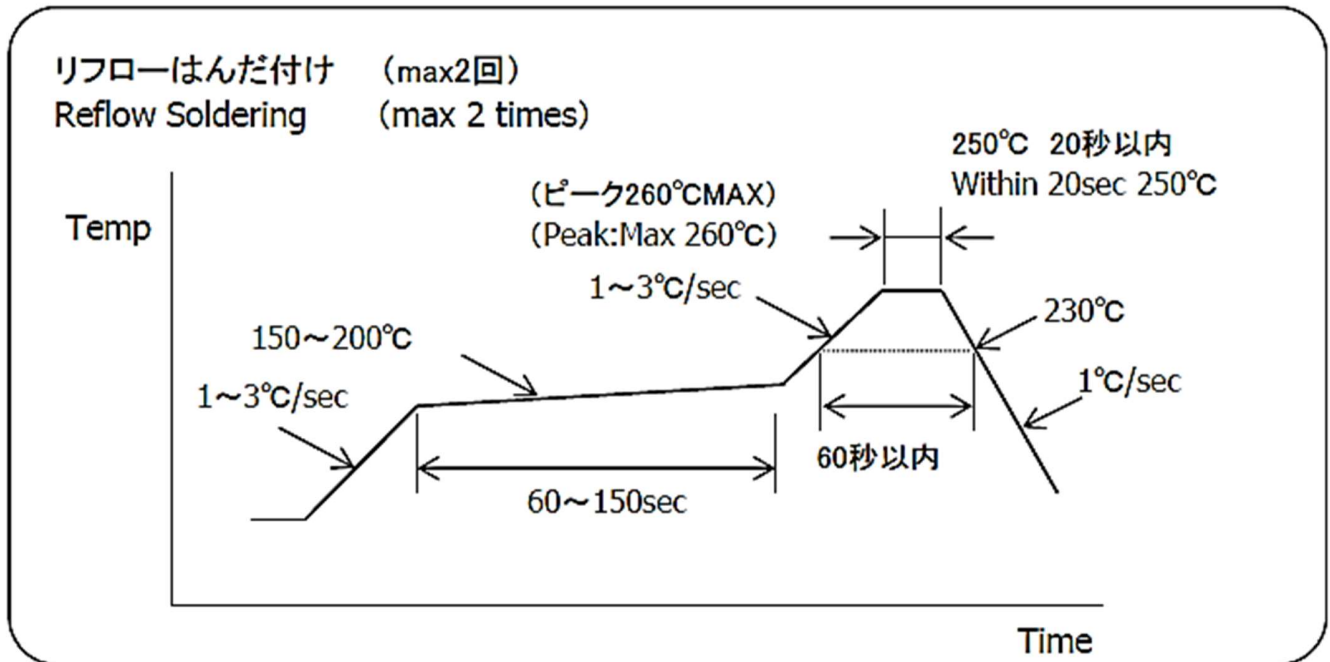 リフローはんだ付け (max2回)
Reflow Soldering (max 2 times)
250℃ 20秒以内
Within 20sec 250℃
(ピーク260℃MAX)
(Peak:Max 260℃)
Temp
1～3℃/sec
230℃
150～200℃
1～3℃/sec
1℃/sec
60秒以内
60～150sec
Time